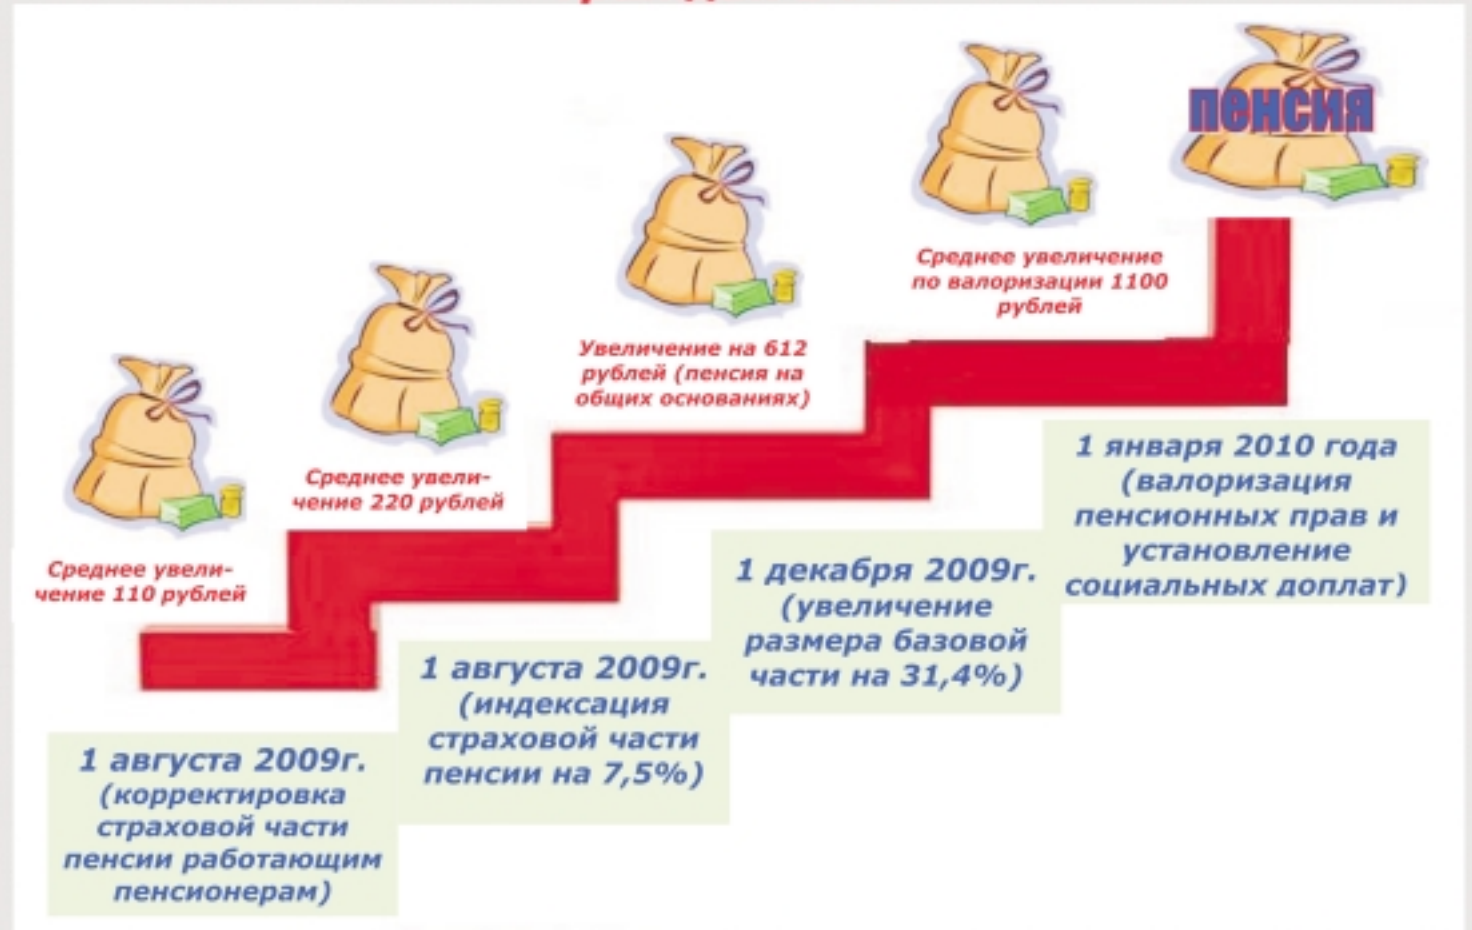 пенсия
Среднее увеличение
по валоризации 1100
рублей
Увеличение на 612
рублей (пенсия на
общих основаниях)
Среднее увели-
чение 220 рублей
Среднее увели-
чение 110 рублей
1 января 2010 года
(валоризация
пенсионных прав и
установление
социальных доплат)
1 декабря 2009г.
(увеличение
размера базовой
части на 31,4%)
1 августа 2009г.
(индексация
страховой части
пенсии на 7,5%)
1 августа 2009г.
(корректировка
страховой части
пенсии работающим
пенсионерам)